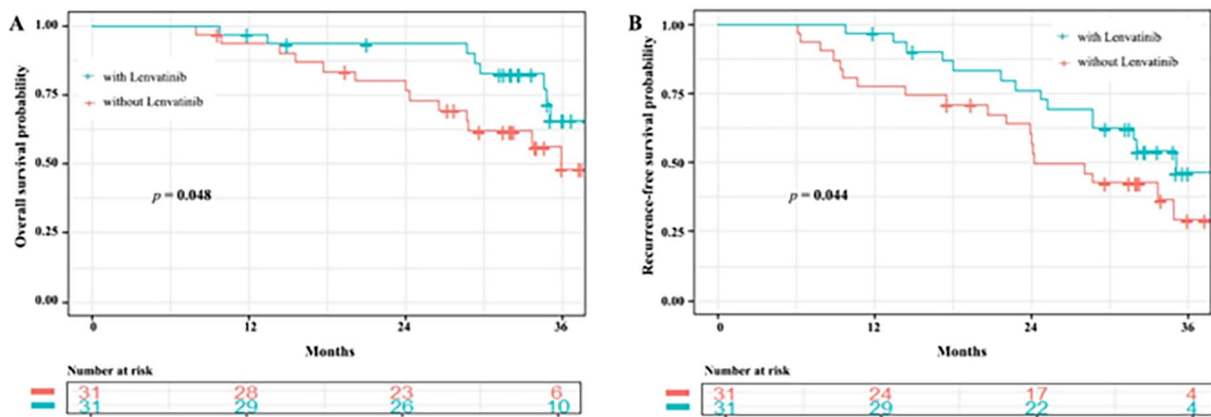 A
Overall survival probability
1.00
0.75
0.50
0.25
0.00
with Lenvatinib
without Lenvatinib
p = 0.048
0 12 24 36
Months
Number at risk
31 28 23 6
31 29 26 10
B
Recurrence-free survival probability
1.00
0.75
0.50
0.25
0.00
with Lenvatinib
without Lenvatinib
p = 0.044
0 12 24 36
Months
Number at risk
31 24 17 4
31 29 22 4